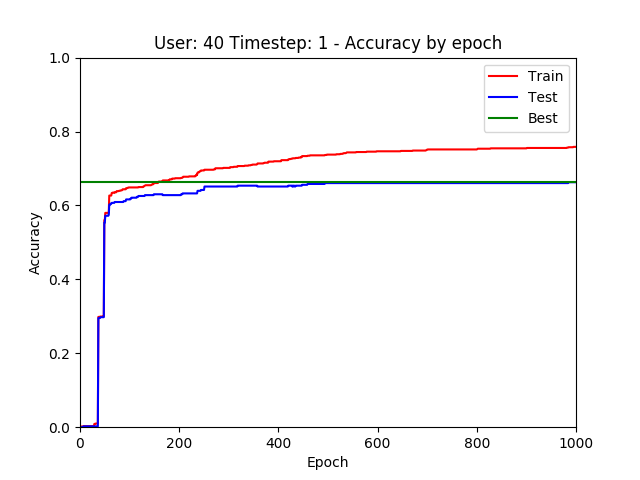 User: 40 Timestep: 1 - Accuracy by epoch
1.0
0.8
0.6
0.4
0.2
0.0
Accuracy
Train
Test
Best
0 200 400 600 800 1000
Epoch